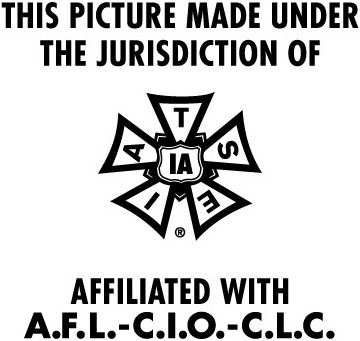 THIS PICTURE MADE UNDER
THE JURISDICTION OF
I A T S E
IA
®
AFFILIATED WITH
A.F.L.-C.I.O.-C.L.C.